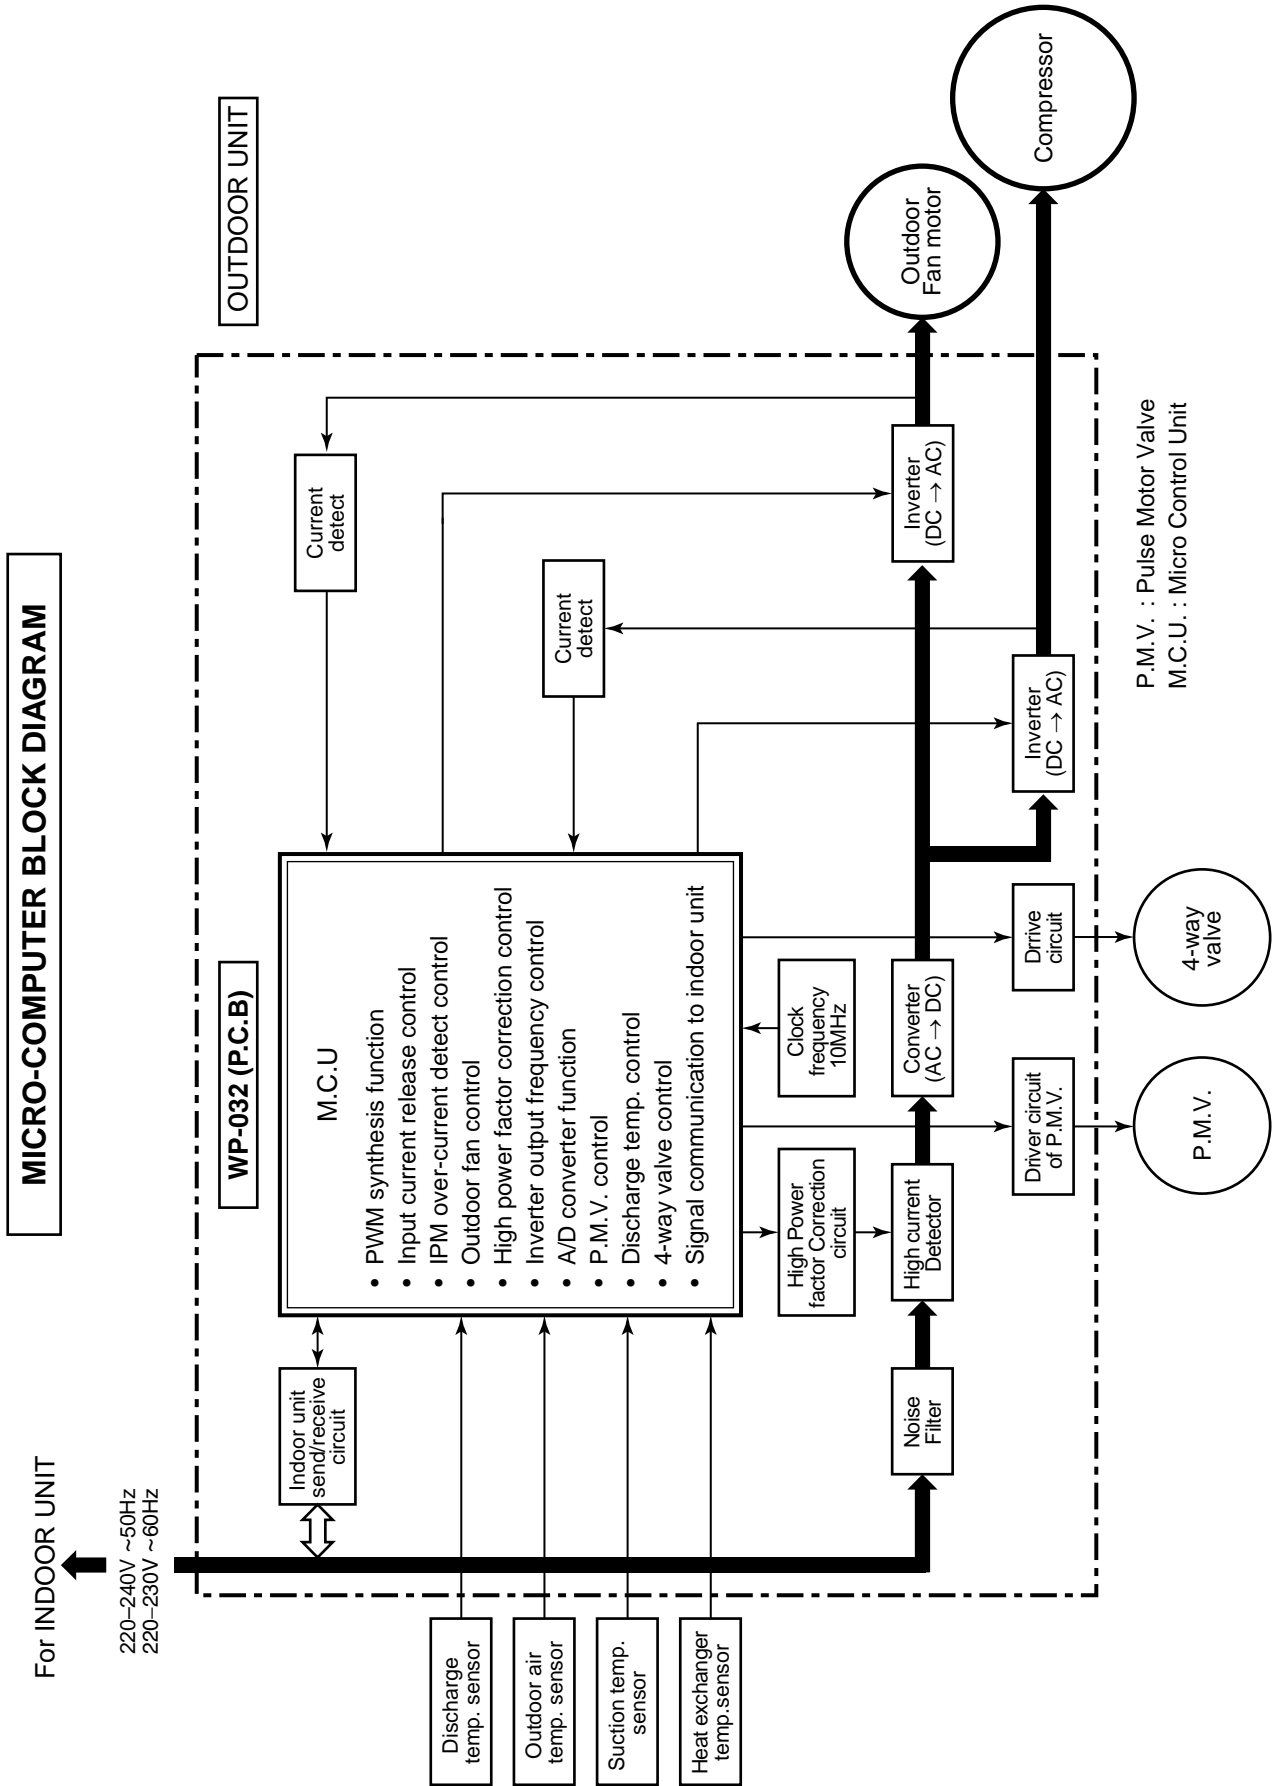 MICRO-COMPUTER BLOCK DIAGRAM
For INDOOR UNIT
220–240V ~50Hz
220–230V ~60Hz
WP-032 (P.C.B)
OUTDOOR UNIT
Indoor unit
send/receive
circuit
M.C.U
• PWM synthesis function
• Input current release control
• IPM over-current detect control
• Outdoor fan control
• High power factor correction control
• Inverter output frequency control
• A/D converter function
• P.M.V. control
• Discharge temp. control
• 4-way valve control
• Signal communication to indoor unit
Current
detect
Current
detect
Discharge
temp. sensor
Outdoor air
temp. sensor
Suction temp.
sensor
Heat exchanger
temp.sensor
High Power
factor Correction
circuit
Clock
frequency
10MHz
Noise
Filter
High current
Detector
Converter
(AC → DC)
Inverter
(DC → AC)
Outdoor
Fan motor
Driver circuit
of P.M.V.
Drrive
circuit
Inverter
(DC → AC)
Compressor
P.M.V.
4-way
valve
P.M.V. : Pulse Motor Valve
M.C.U. : Micro Control Unit